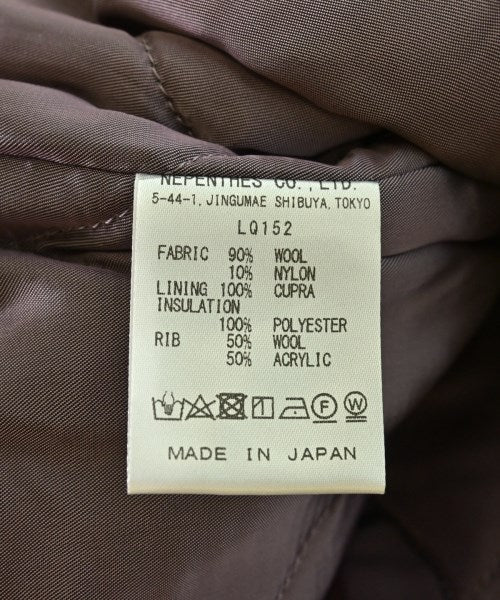 NEPENTHES CO.,LTD.
5-44-1, JINGUMAE SHIBUYA, TOKYO
LQ152
FABRIC 90% WOOL
10% NYLON
LINING 100% CUPRA
INSULATION
100% POLYESTER
RIB 50% WOOL
50% ACRYLIC
F W
MADE IN JAPAN